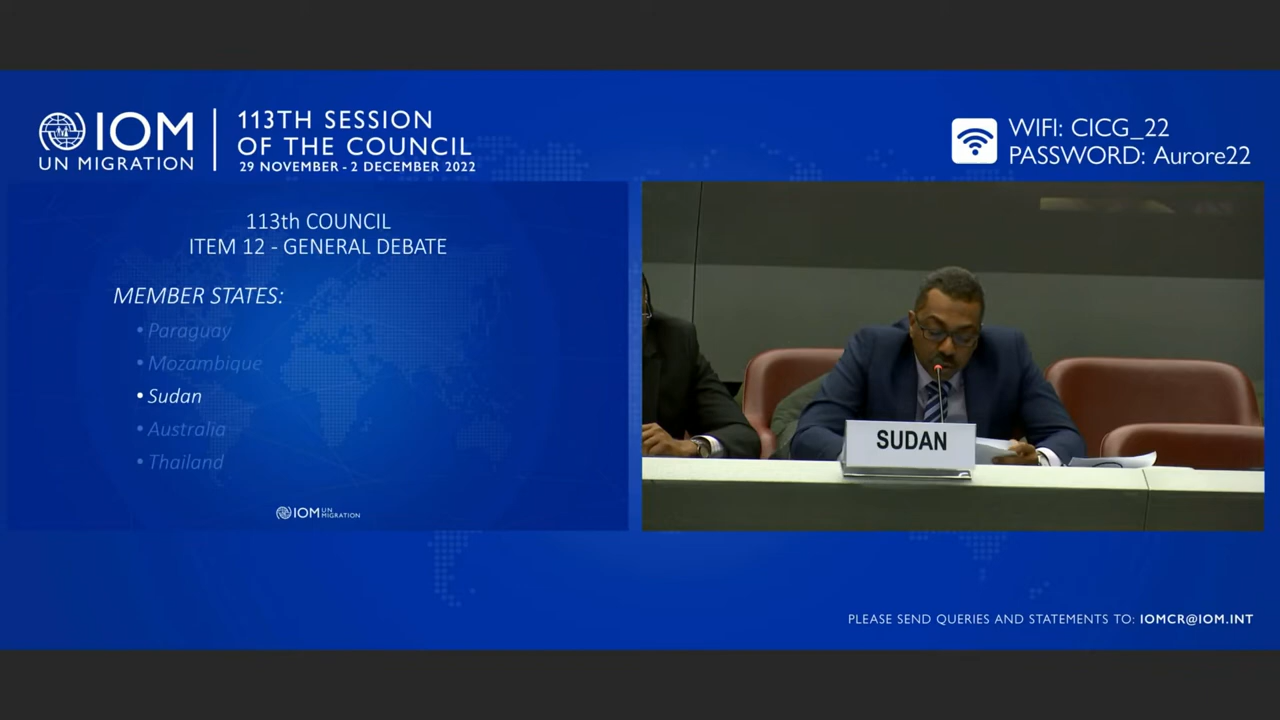 IOM
UN MIGRATION
113TH SESSION
OF THE COUNCIL
29 NOVEMBER - 2 DECEMBER 2022
WIFI: CICG_22
PASSWORD: Aurore22
113th COUNCIL
ITEM 12 - GENERAL DEBATE
MEMBER STATES:
• Paraguay
• Mozambique
• Sudan
• Australia
• Thailand
IOM UN MIGRATION
SUDAN
PLEASE SEND QUERIES AND STATEMENTS TO: IOMCR@IOM.INT